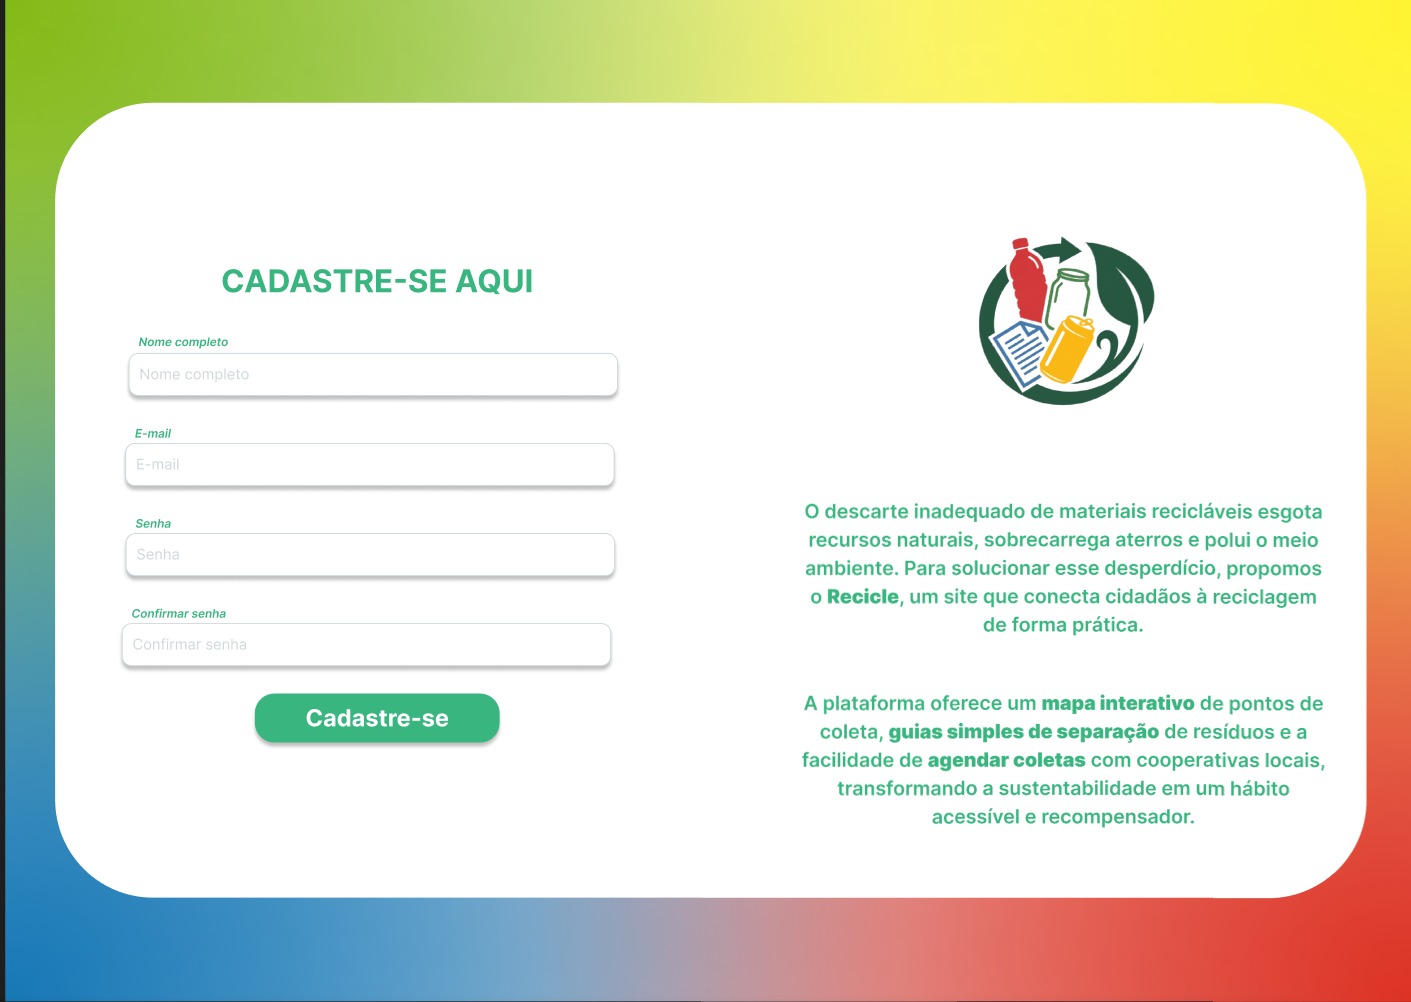 CADASTRE-SE AQUI
Nome completo
Nome completo
E-mail
E-mail
Senha
Senha
Confirmar senha
Confirmar senha
Cadastre-se
O descarte inadequado de materiais recicláveis esgota
recursos naturais, sobrecarrega aterros e polui o meio
ambiente. Para solucionar esse desperdício, propomos
o Recicle, um site que conecta cidadãos à reciclagem
de forma prática.
A plataforma oferece um mapa interativo de pontos de
coleta, guias simples de separação de resíduos e a
facilidade de agendar coletas com cooperativas locais,
transformando a sustentabilidade em um hábito
acessível e recompensador.